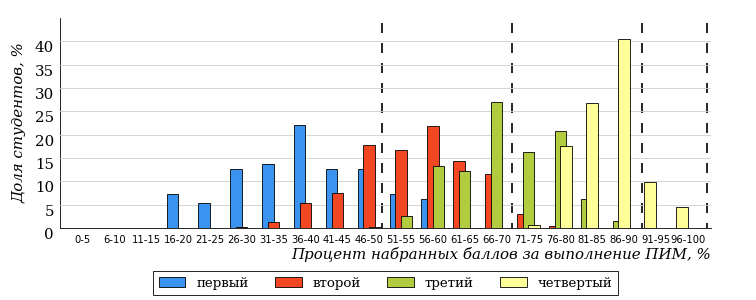 Доля студентов, %
40
35
30
25
20
15
10
5
0
0-5 6-10 11-15 16-20 21-25 26-30 31-35 36-40 41-45 46-50 51-55 56-60 61-65 66-70 71-75 76-80 81-85 86-90 91-95 96-100
Процент набранных баллов за выполнение ПИМ, %
первый второй третий четвертый